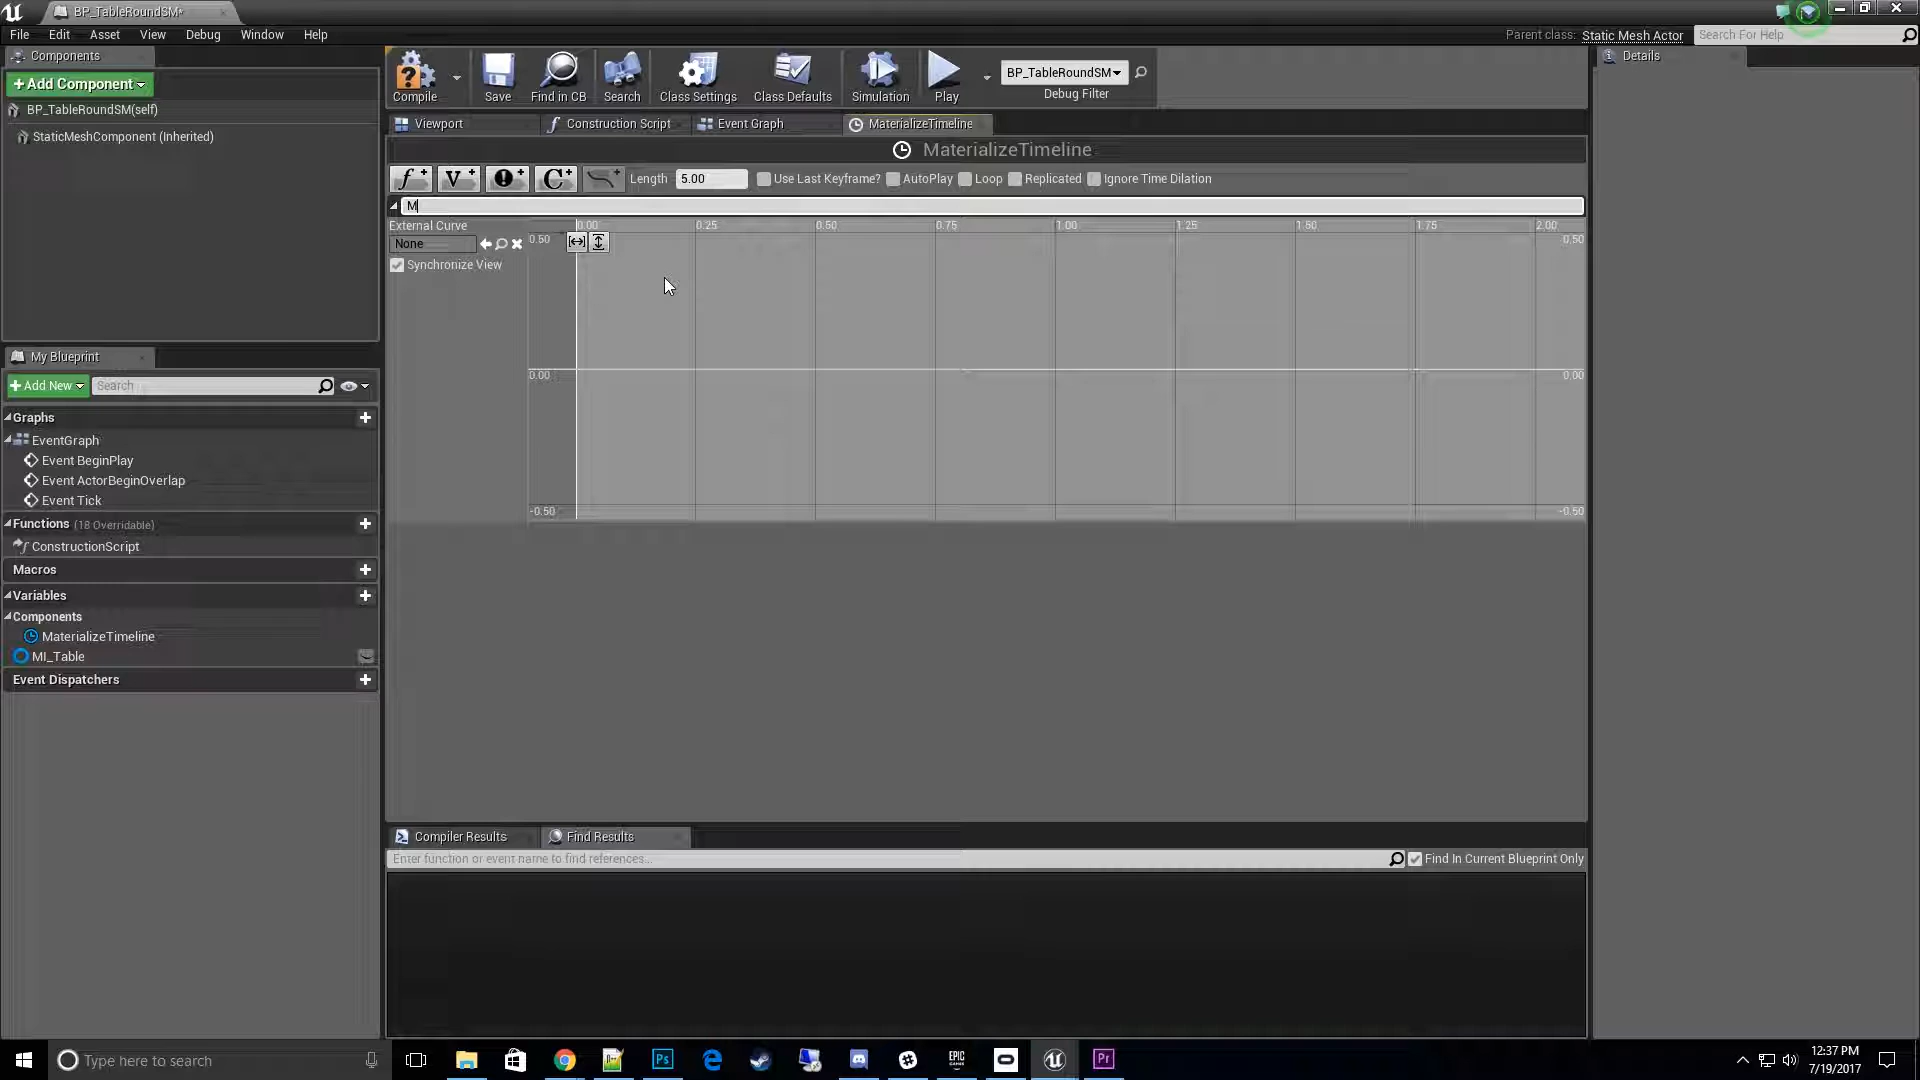 BP_TableRoundSM*
File Edit Asset View Debug Window Help
Parent class: Static Mesh Actor
Search For Help
Components
+Add Component
BP_TableRoundSM(self)
StaticMeshComponent (Inherited)
Compile Save Find in CB Search Class Settings Class Defaults Simulation Play
BP_TableRoundSM
Debug Filter
Details
Viewport Construction Script Event Graph MaterializeTimeline
MaterializeTimeline
f+ V+ !+ C+ Length 5.00 Use Last Keyframe? AutoPlay Loop Replicated Ignore Time Dilation
M
External Curve
None
Synchronize View
0.00 0.25 0.50 0.75 1.00 1.25 1.50 1.75 2.00
0.50 0.50
0.00 0.00
-0.50 -0.50
My Blueprint
+Add New Search
Graphs
EventGraph
Event BeginPlay
Event ActorBeginOverlap
Event Tick
Functions (18 Overridable)
ConstructionScript
Macros
Variables
Components
MaterializeTimeline
MI_Table
Event Dispatchers
Compiler Results Find Results
Enter function or event name to find references...
Find In Current Blueprint Only
Type here to search
Ps
EPIC GAMES
Pr
12:37 PM
7/19/2017